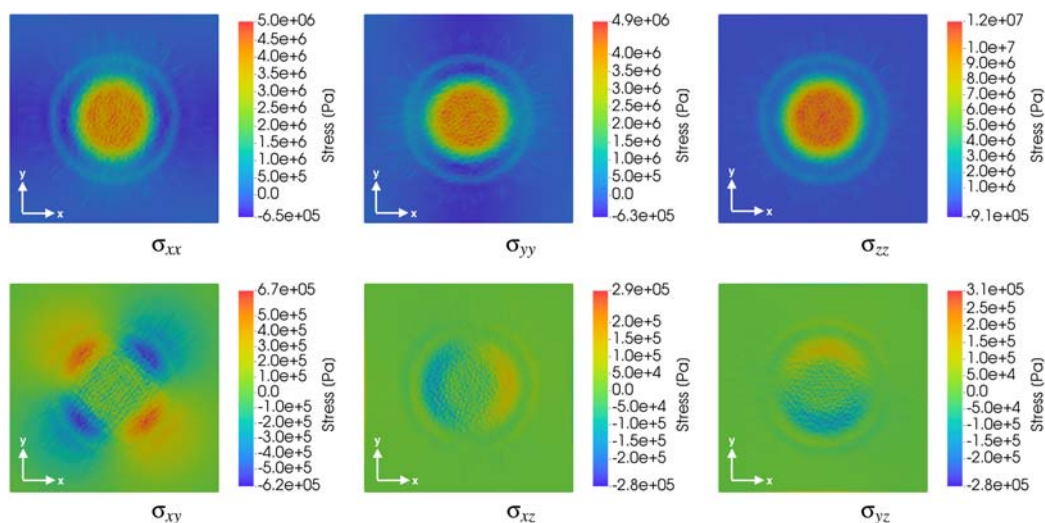 5.0e+06
4.5e+6
4.0e+6
3.5e+6
3.0e+6
2.5e+6
2.0e+6
1.5e+6
1.0e+6
5.0e+5
0.0
-6.5e+05
Stress (Pa)
y
x
σxx
4.9e+06
4.0e+6
3.5e+6
3.0e+6
2.5e+6
2.0e+6
1.5e+6
1.0e+6
5.0e+5
0.0
-6.3e+05
Stress (Pa)
y
x
σyy
1.2e+07
1.0e+7
9.0e+6
8.0e+6
7.0e+6
6.0e+6
5.0e+6
4.0e+6
3.0e+6
2.0e+6
1.0e+6
-9.1e+05
Stress (Pa)
y
x
σzz
6.7e+05
5.0e+5
4.0e+5
3.0e+5
2.0e+5
1.0e+5
0.0
-1.0e+5
-2.0e+5
-3.0e+5
-4.0e+5
-5.0e+5
-6.2e+05
Stress (Pa)
y
x
σxy
2.9e+05
2.0e+5
1.5e+5
1.0e+5
5.0e+4
0.0
-5.0e+4
-1.0e+5
-1.5e+5
-2.0e+5
-2.8e+05
Stress (Pa)
y
x
σxz
3.1e+05
2.0e+5
1.5e+5
1.0e+5
5.0e+4
0.0
-5.0e+4
-1.0e+5
-1.5e+5
-2.0e+5
-2.8e+05
Stress (Pa)
y
x
σyz